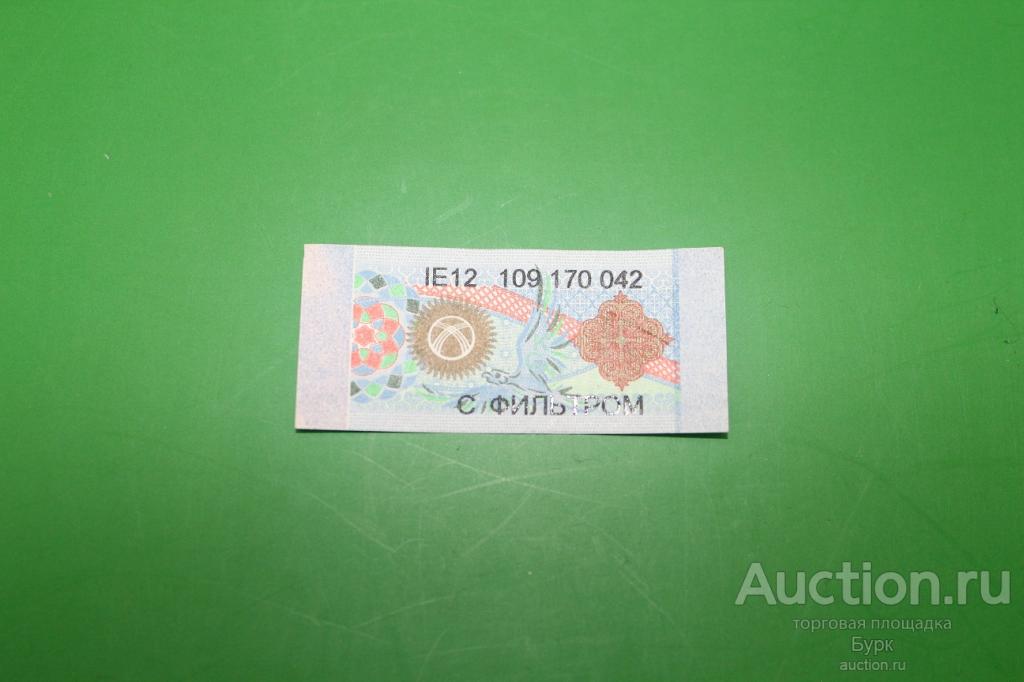 IE12 109 170 042
С ФИЛЬТРОМ
Auction.ru
торговая площадка
Бурк
auction.ru